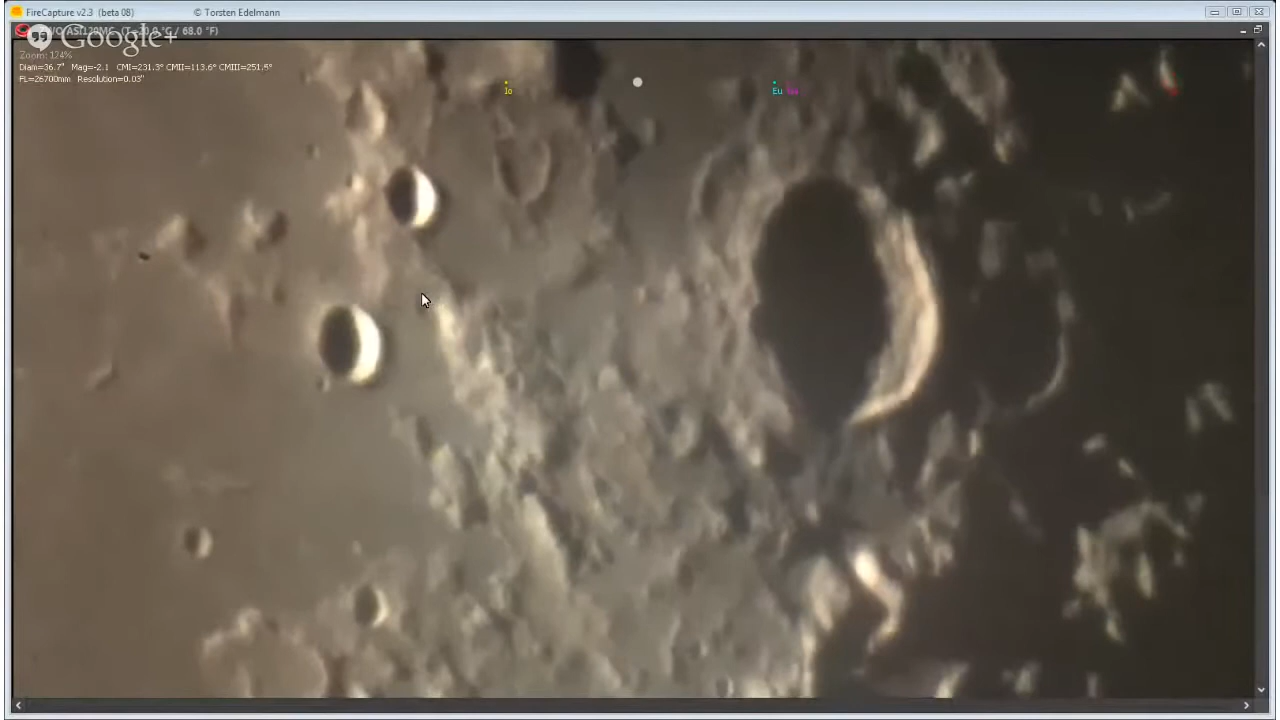 FireCapture v2.3 (beta 08) © Torsten Edelmann
Google+
Zoom: 124%
Diam=36.7" Mag=-2.1 CMI=231.3° CMII=113.6° CMIII=251.5°
FL=26700mm Resolution=0.03"
Io
Eu